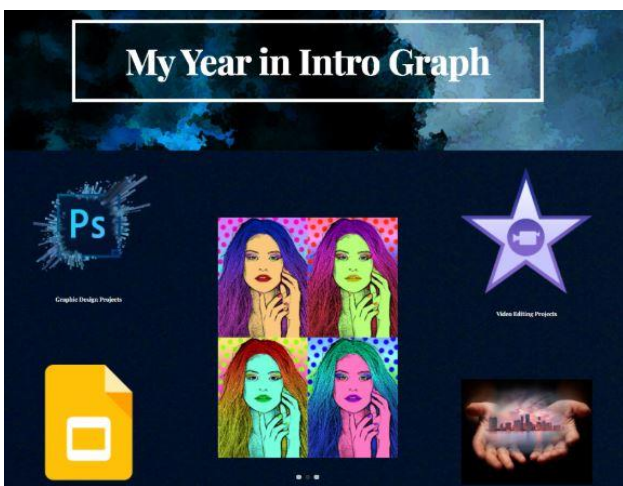 My Year in Intro Graph
Ps
Graphic Design Projects
Video Editing Projects